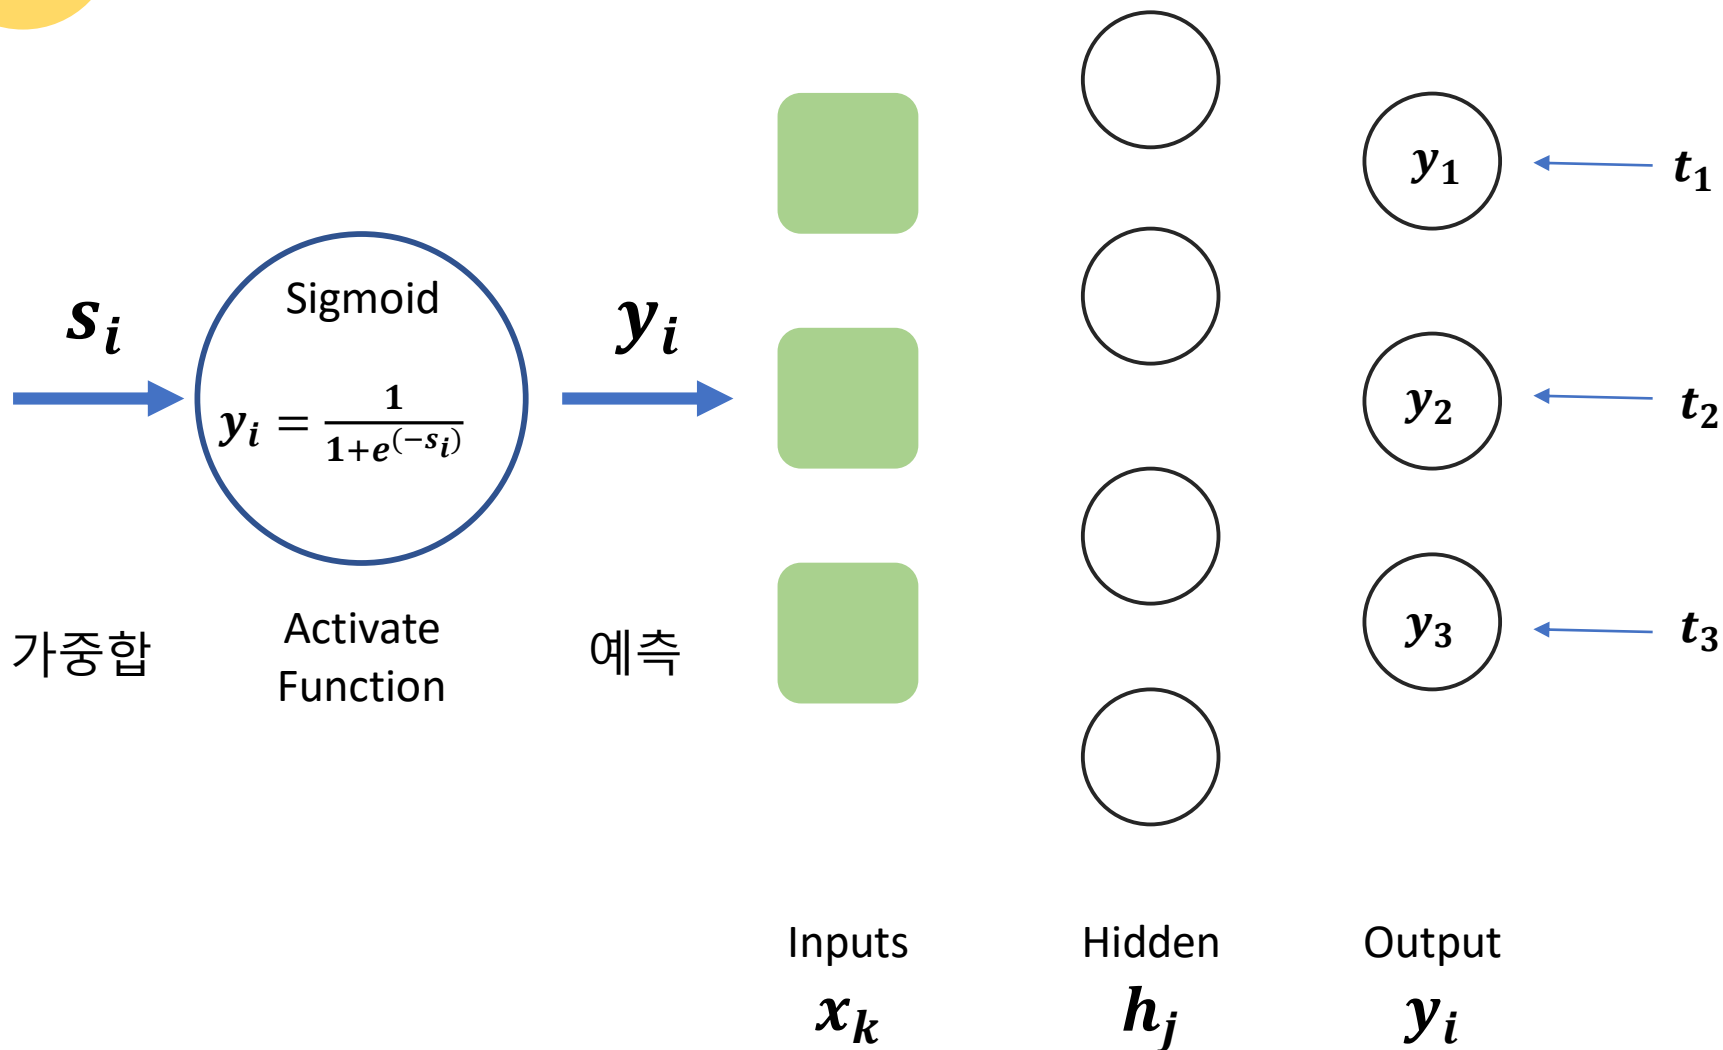 s_i
Sigmoid
y_i = 1 / 1+e^(-s_i)
y_i
가중합
Activate
Function
예측
y_1
t_1
y_2
t_2
y_3
t_3
Inputs
Hidden
Output
x_k
h_j
y_i